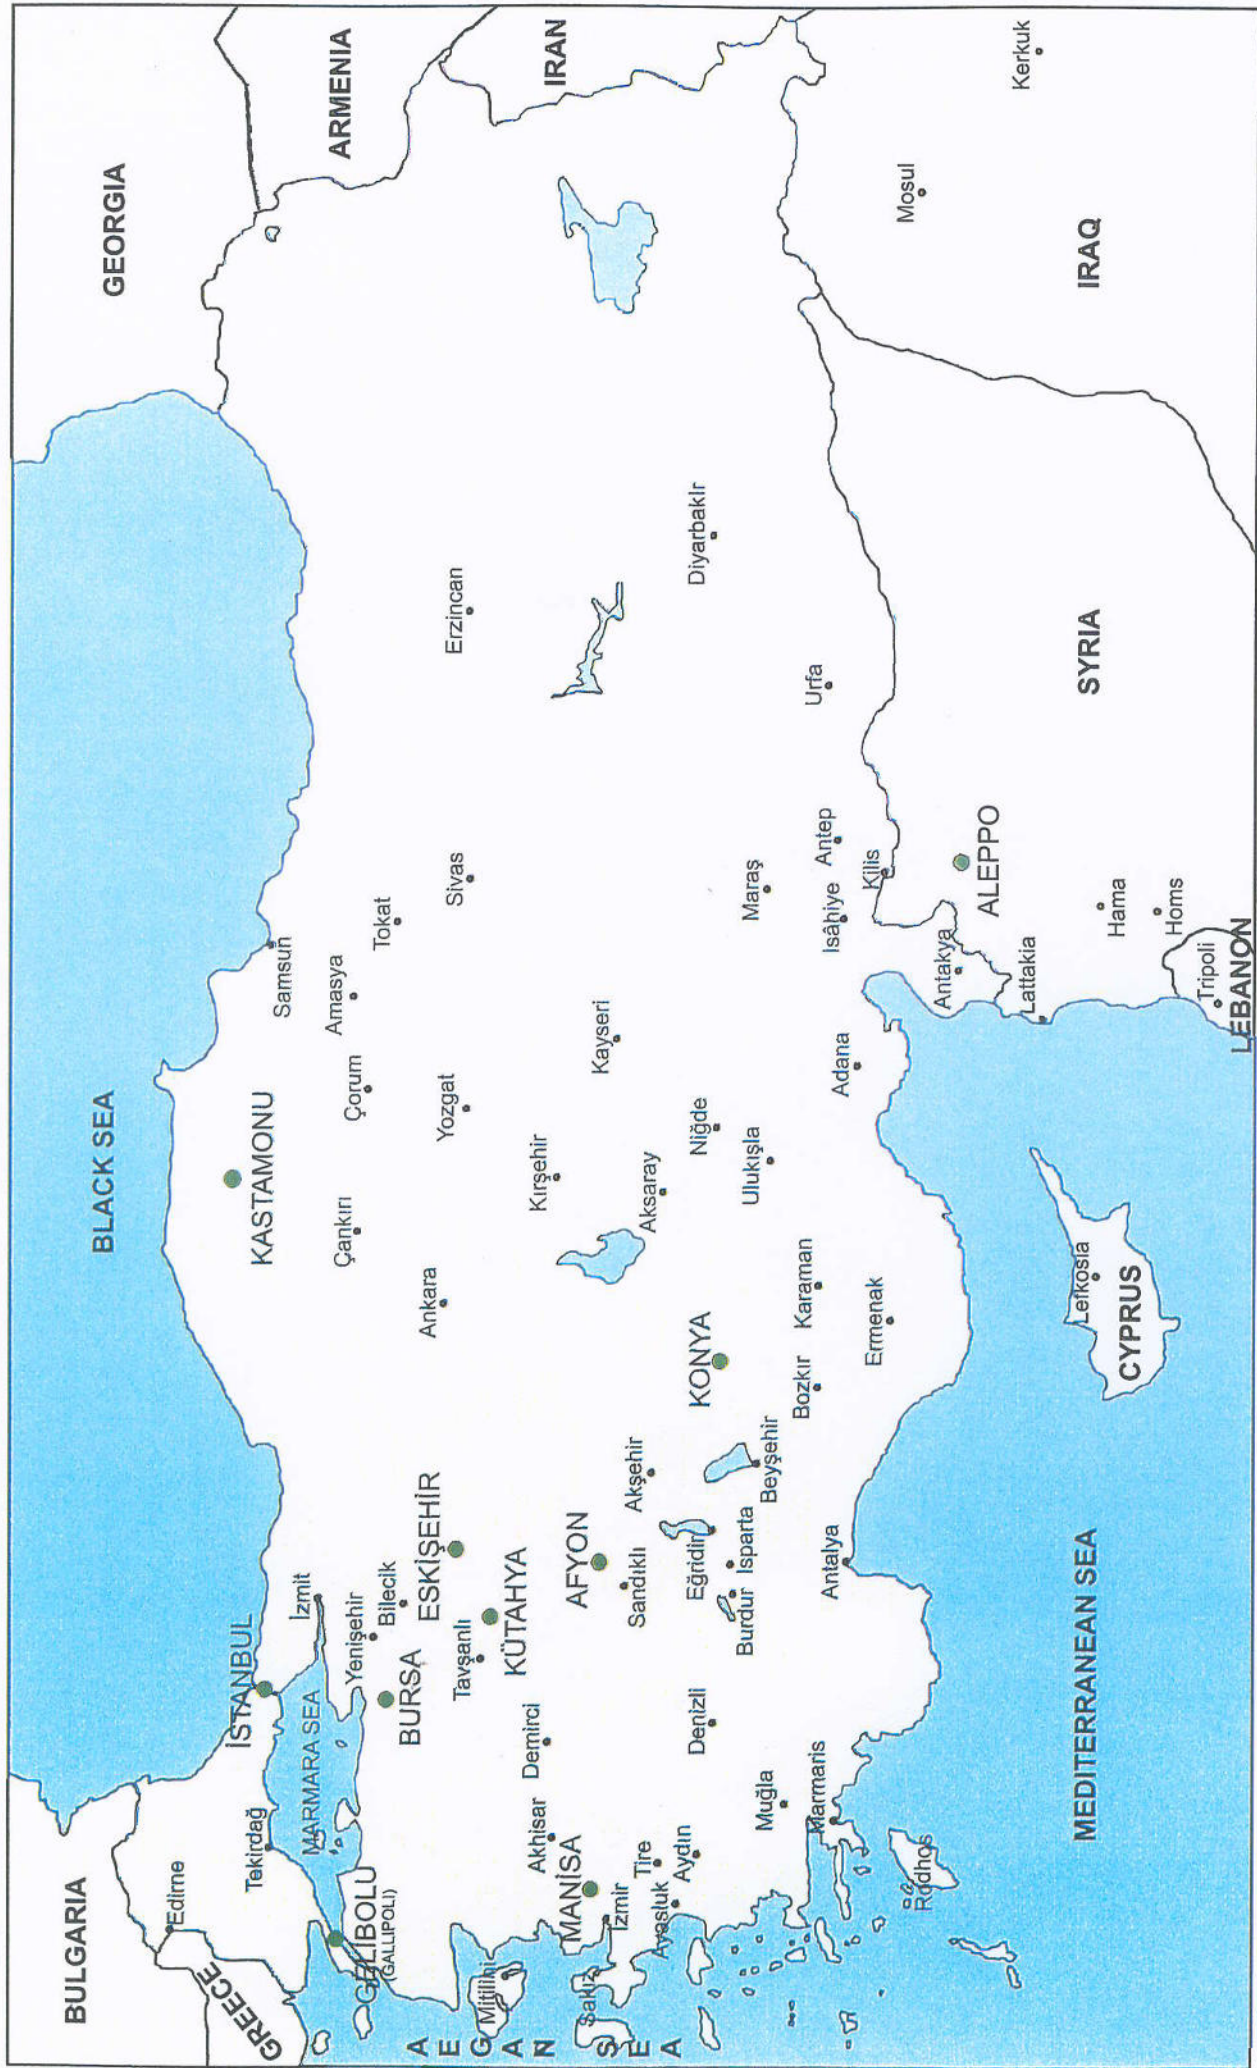 BULGARIA
BLACK SEA
GEORGIA
Edirne
GREECE
İSTANBUL
KASTAMONU
Tekirdağ
Samsun
MARMARA SEA
İzmit
ARMENIA
GELİBOLU
(GALLIPOLI)
Yenişehir
Bilecik
BURSA
Çankırı
Çorum
Amasya
Tokat
ESKİŞEHİR
Ankara
Yozgat
Sivas
Erzincan
Tavşanlı
KÜTAHYA
Mitilini
AEGAN SEA
Demirci
Akhisar
Kırşehir
IRAN
MANİSA
AFYON
Kayseri
Sakız
İzmir
Sandıklı
Akşehir
Aksaray
Tire
Ayasluk
Aydın
Denizli
Eğridir
Isparta
Burdur
KONYA
Niğde
DiyarbakIr
Beyşehir
Ulukışla
Maraş
Muğla
Marmaris
Bozkır
Karaman
Urfa
Antalya
Adana
Isâhiye
Antep
Ermenak
Kilis
Rodhos
Antakya
ALEPPO
Mosul
Lattakia
Kerkuk
Lefkosia
CYPRUS
MEDITERRANEAN SEA
SYRIA
IRAQ
Hama
Homs
Tripoli
LEBANON